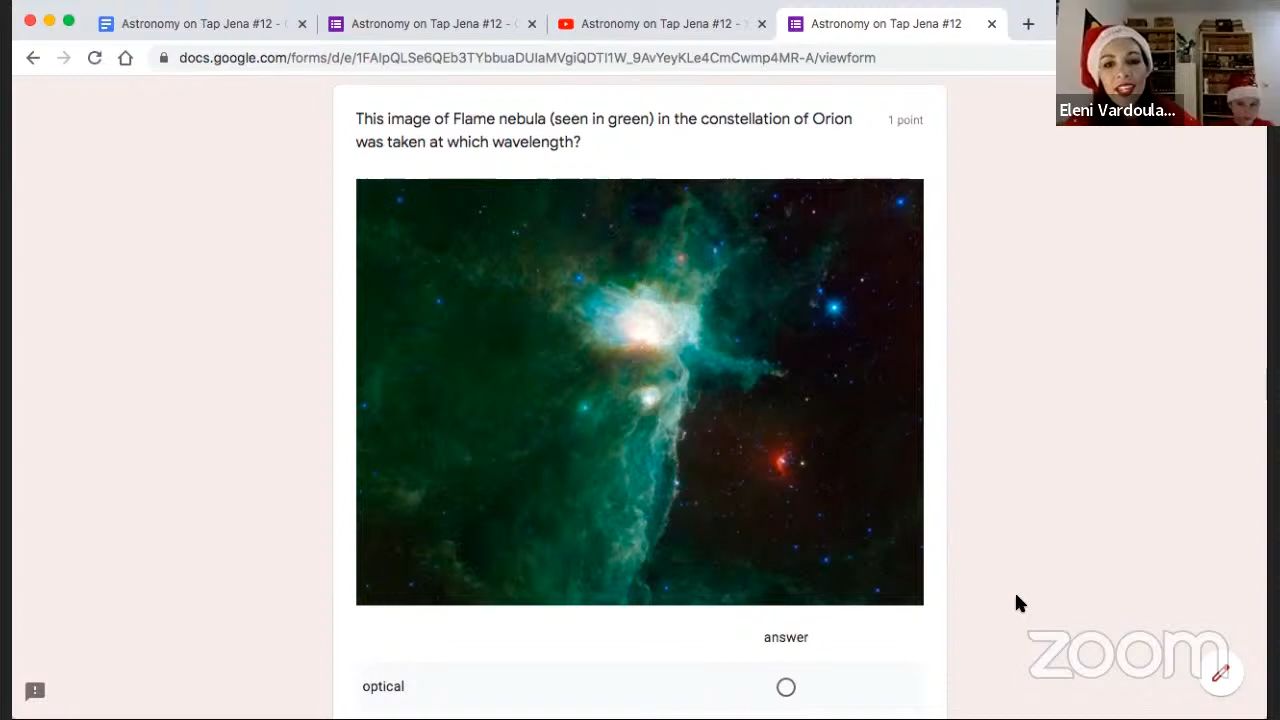 Astronomy on Tap Jena #12 -
Astronomy on Tap Jena #12 -
Astronomy on Tap Jena #12 -
Astronomy on Tap Jena #12
docs.google.com/forms/d/e/1FAIpQLSe6QEb3TYbbuaDUIaMVgiQDTI1W_9AvYeyKLe4CmCwmp4MR-A/viewform
Eleni Vardoula...
This image of Flame nebula (seen in green) in the constellation of Orion
was taken at which wavelength?
1 point
answer
optical
zoom